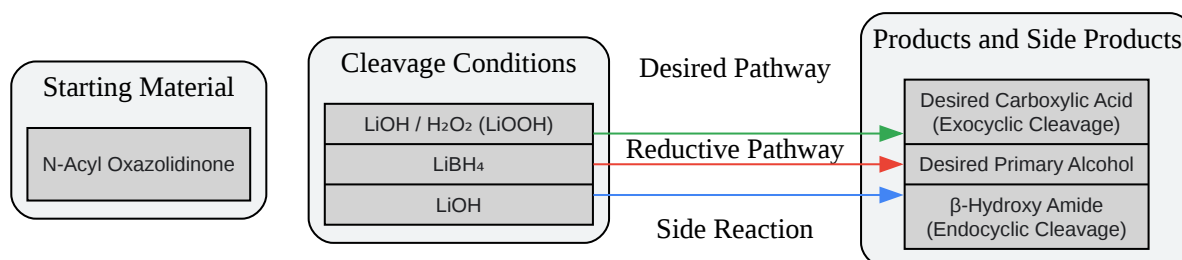 Starting Material
N-Acyl Oxazolidinone
Cleavage Conditions
LiOH / H₂O₂ (LiOOH)
LiBH₄
LiOH
Desired Pathway
Reductive Pathway
Side Reaction
Products and Side Products
Desired Carboxylic Acid
(Exocyclic Cleavage)
Desired Primary Alcohol
β-Hydroxy Amide
(Endocyclic Cleavage)